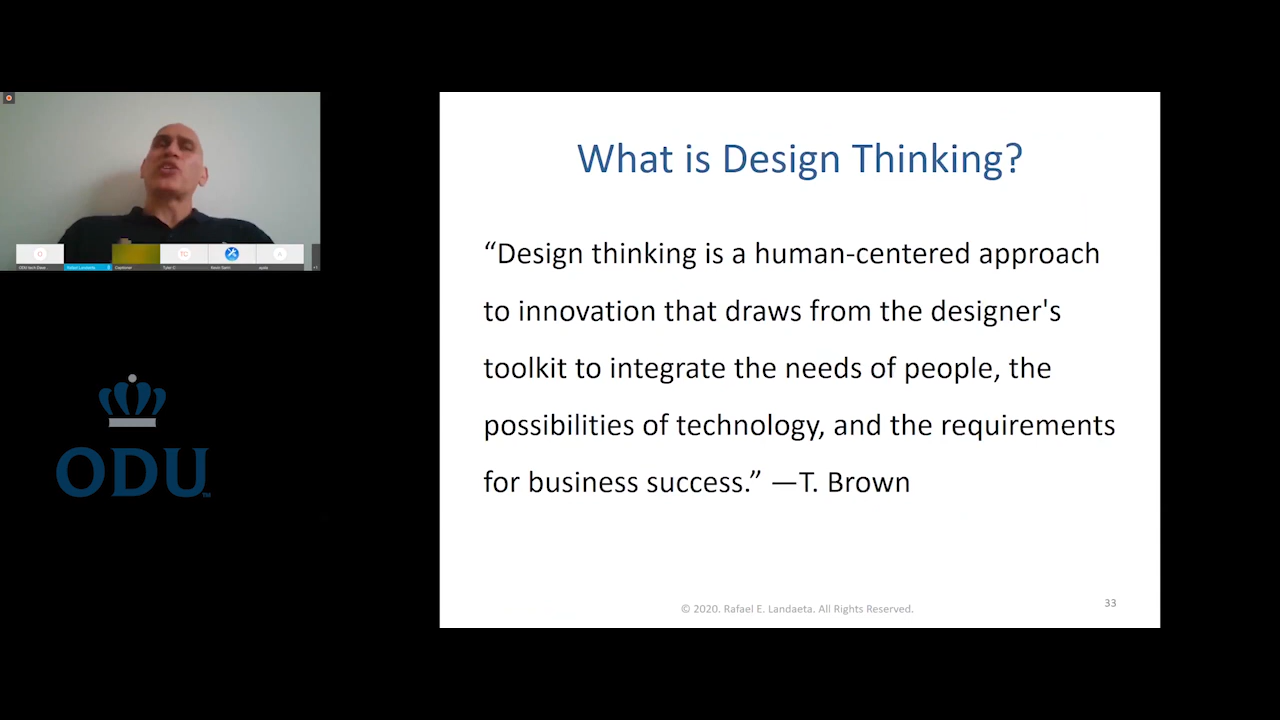 What is Design Thinking?
“Design thinking is a human-centered approach
to innovation that draws from the designer's
toolkit to integrate the needs of people, the
possibilities of technology, and the requirements
for business success.” —T. Brown
© 2020. Rafael E. Landaeta. All Rights Reserved.
33
ODU